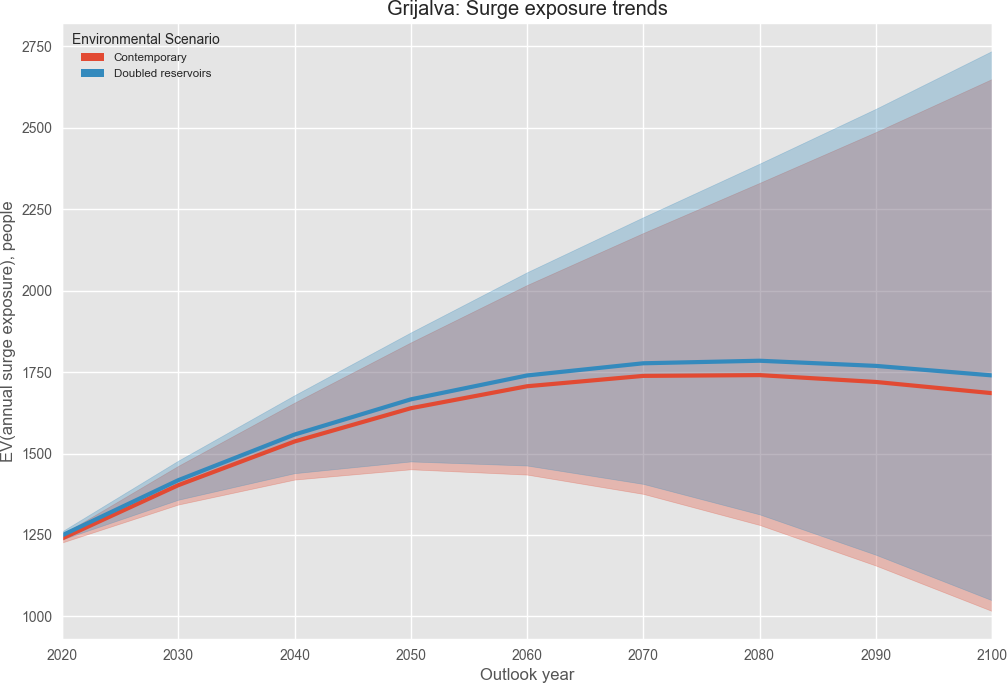 Grijalva: Surge exposure trends
Environmental Scenario
Contemporary
Doubled reservoirs
EV(annual surge exposure), people
2750
2500
2250
2000
1750
1500
1250
1000
2020 2030 2040 2050 2060 2070 2080 2090 2100
Outlook year